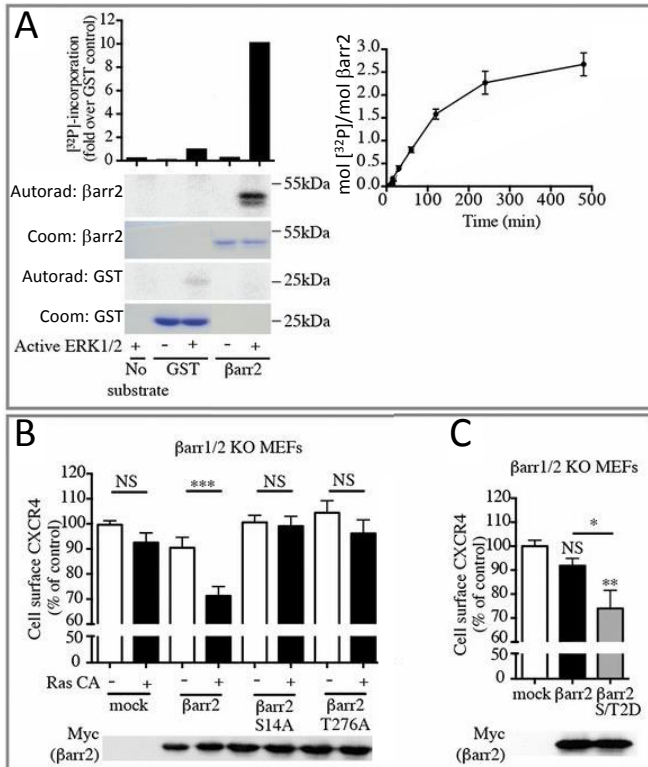 A
[³²P]-incorporation
(fold over GST control)
12
10
8
6
4
2
0
Autorad: βarr2
55kDa
Coom: βarr2
55kDa
Autorad: GST
25kDa
Coom: GST
25kDa
Active ERK1/2 + - + - +
No GST βarr2
substrate
mol [³²P]/mol βarr2
3.0
2.5
2.0
1.5
1.0
0.5
0.0
0 100 200 300 400 500
Time (min)
B
βarr1/2 KO MEFs
Cell surface CXCR4
(% of control)
120
110
100
90
80
70
60
50
0
NS *** NS NS
Ras CA - + - + - + - +
mock βarr2 βarr2 βarr2
S14A T276A
Myc
(βarr2)
C
βarr1/2 KO MEFs
Cell surface CXCR4
(% of control)
120
110
100
90
80
70
60
50
0
*
NS
**
mock βarr2 βarr2
S/T2D
Myc
(βarr2)